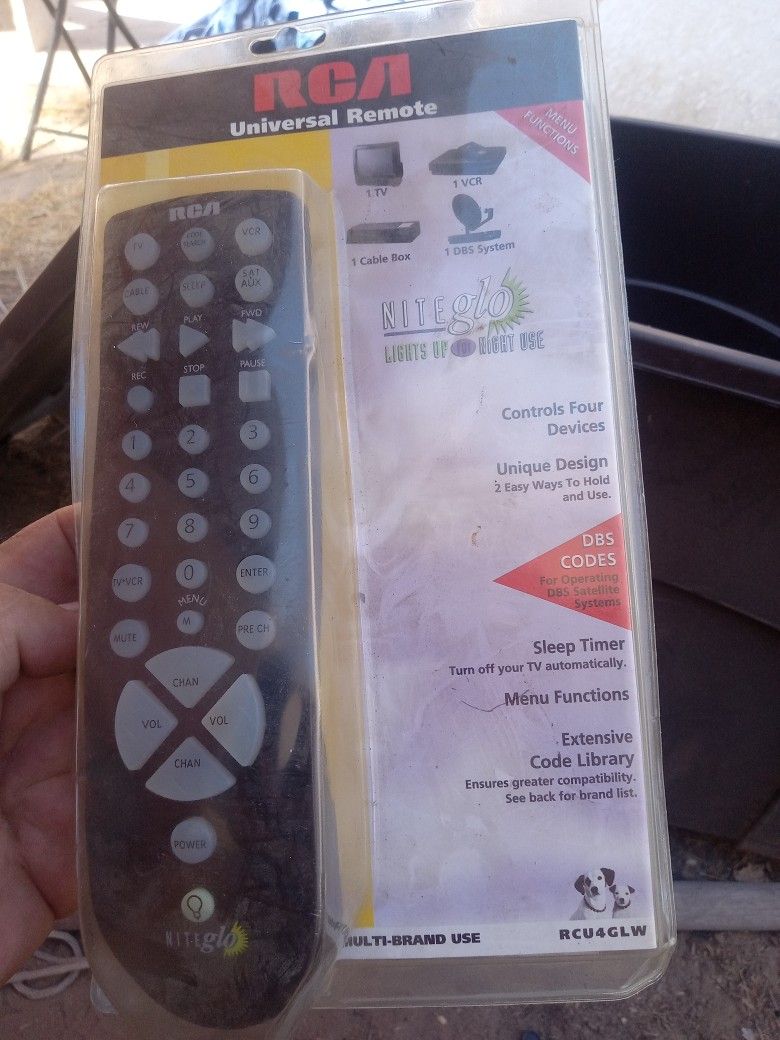 RCA
Universal Remote
MENU
FUNCTIONS
1 TV
1 VCR
1 Cable Box
1 DBS System
NITEglo
LIGHTS UP FOR NIGHT USE
Controls Four
Devices
Unique Design
2 Easy Ways To Hold
and Use.
DBS
CODES
For Operating
DBS Satellite
Systems
Sleep Timer
Turn off your TV automatically.
Menu Functions
Extensive
Code Library
Ensures greater compatibility.
See back for brand list.
MULTI-BRAND USE
RCU4GLW
RCA
TV
CODE
SEARCH
VCR
CABLE
SLEEP
SAT
AUX
REW
PLAY
FWD
REC
STOP
PAUSE
1
2
3
4
5
6
7
8
9
TV•VCR
0
ENTER
MENU
M
MUTE
PRE-CH
CHAN
VOL
VOL
CHAN
POWER
NITEglo